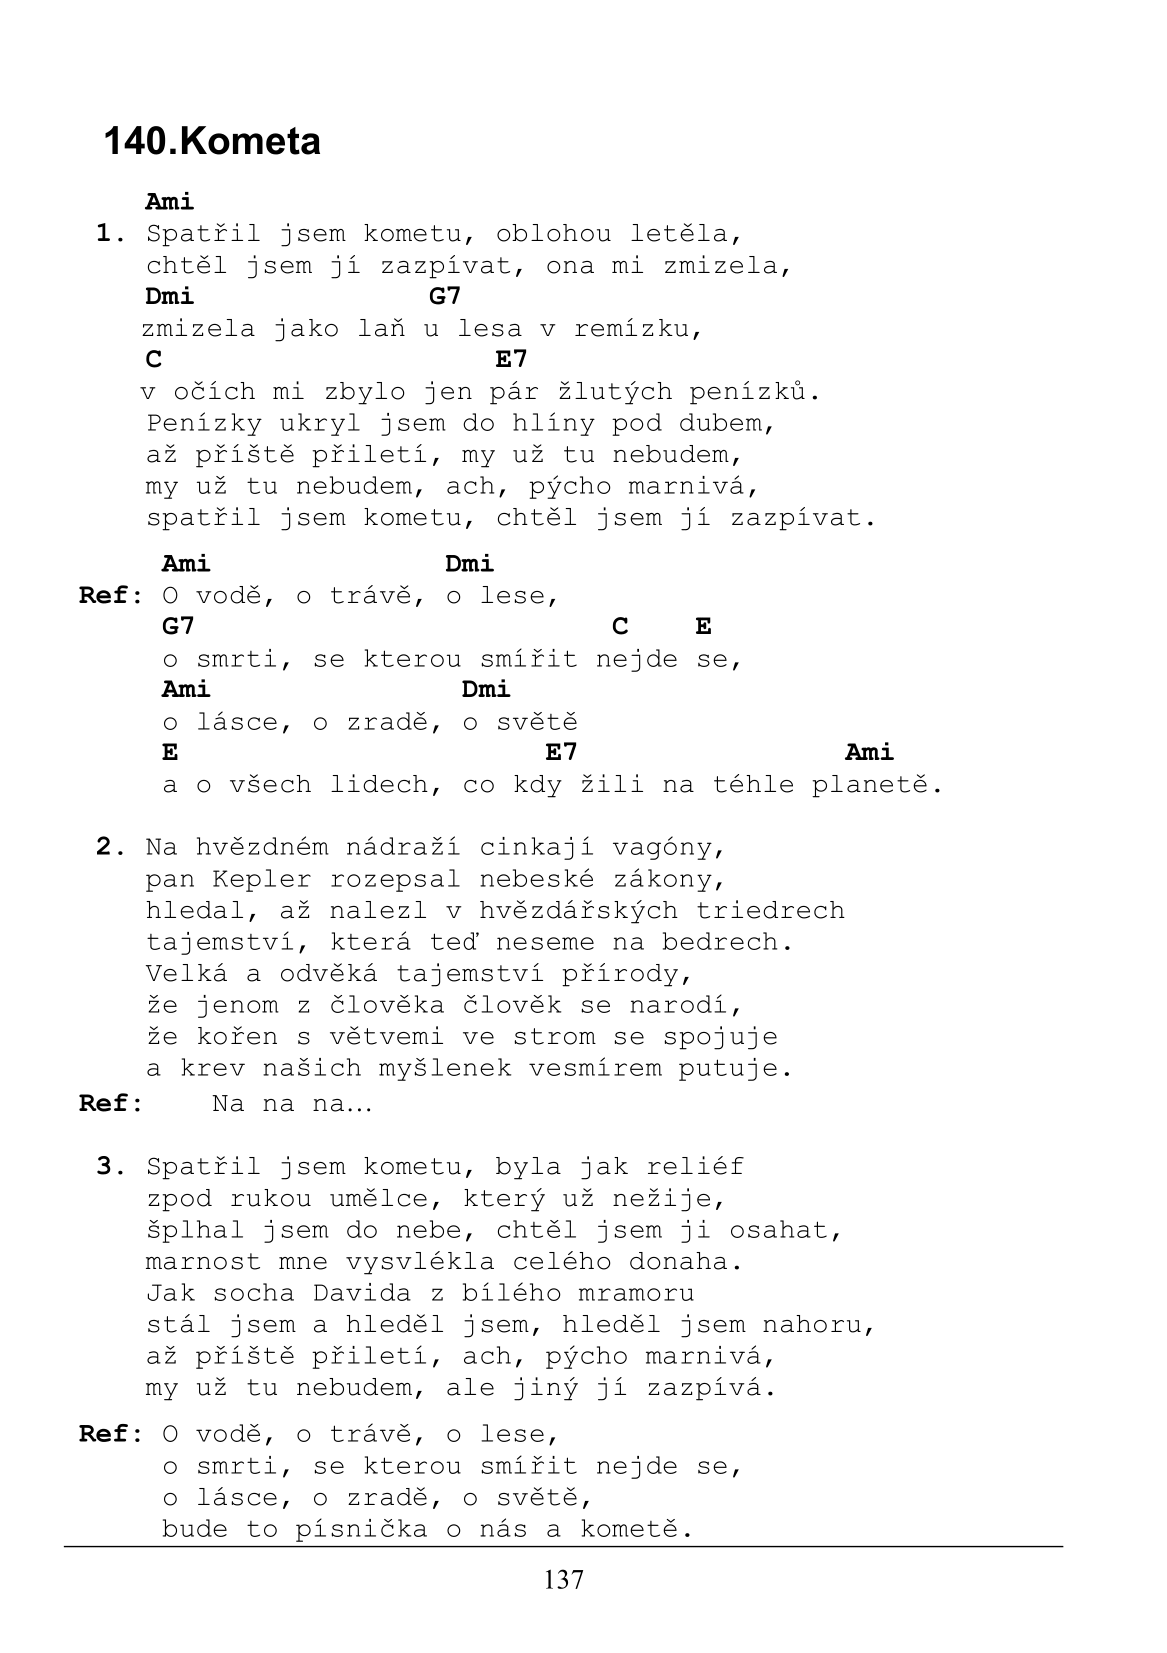 140.Kometa
Ami
1. Spatřil jsem kometu, oblohou letěla,
chtěl jsem jí zazpívat, ona mi zmizela,
Dmi G7
zmizela jako laň u lesa v remízku,
C E7
v očích mi zbylo jen pár žlutých penízků.
Penízky ukryl jsem do hlíny pod dubem,
až příště přiletí, my už tu nebudem,
my už tu nebudem, ach, pýcho marnivá,
spatřil jsem kometu, chtěl jsem jí zazpívat.
Ami Dmi
Ref: O vodě, o trávě, o lese,
G7 C E
o smrti, se kterou smířit nejde se,
Ami Dmi
o lásce, o zradě, o světě
E E7 Ami
a o všech lidech, co kdy žili na téhle planetě.
2. Na hvězdném nádraží cinkají vagóny,
pan Kepler rozepsal nebeské zákony,
hledal, až nalezl v hvězdářských triedrech
tajemství, která teď neseme na bedrech.
Velká a odvěká tajemství přírody,
že jenom z člověka člověk se narodí,
že kořen s větvemi ve strom se spojuje
a krev našich myšlenek vesmírem putuje.
Ref: Na na na…
3. Spatřil jsem kometu, byla jak reliéf
zpod rukou umělce, který už nežije,
šplhal jsem do nebe, chtěl jsem ji osahat,
marnost mne vysvlékla celého donaha.
Jak socha Davida z bílého mramoru
stál jsem a hleděl jsem, hleděl jsem nahoru,
až příště přiletí, ach, pýcho marnivá,
my už tu nebudem, ale jiný jí zazpívá.
Ref: O vodě, o trávě, o lese,
o smrti, se kterou smířit nejde se,
o lásce, o zradě, o světě,
bude to písnička o nás a kometě.
137